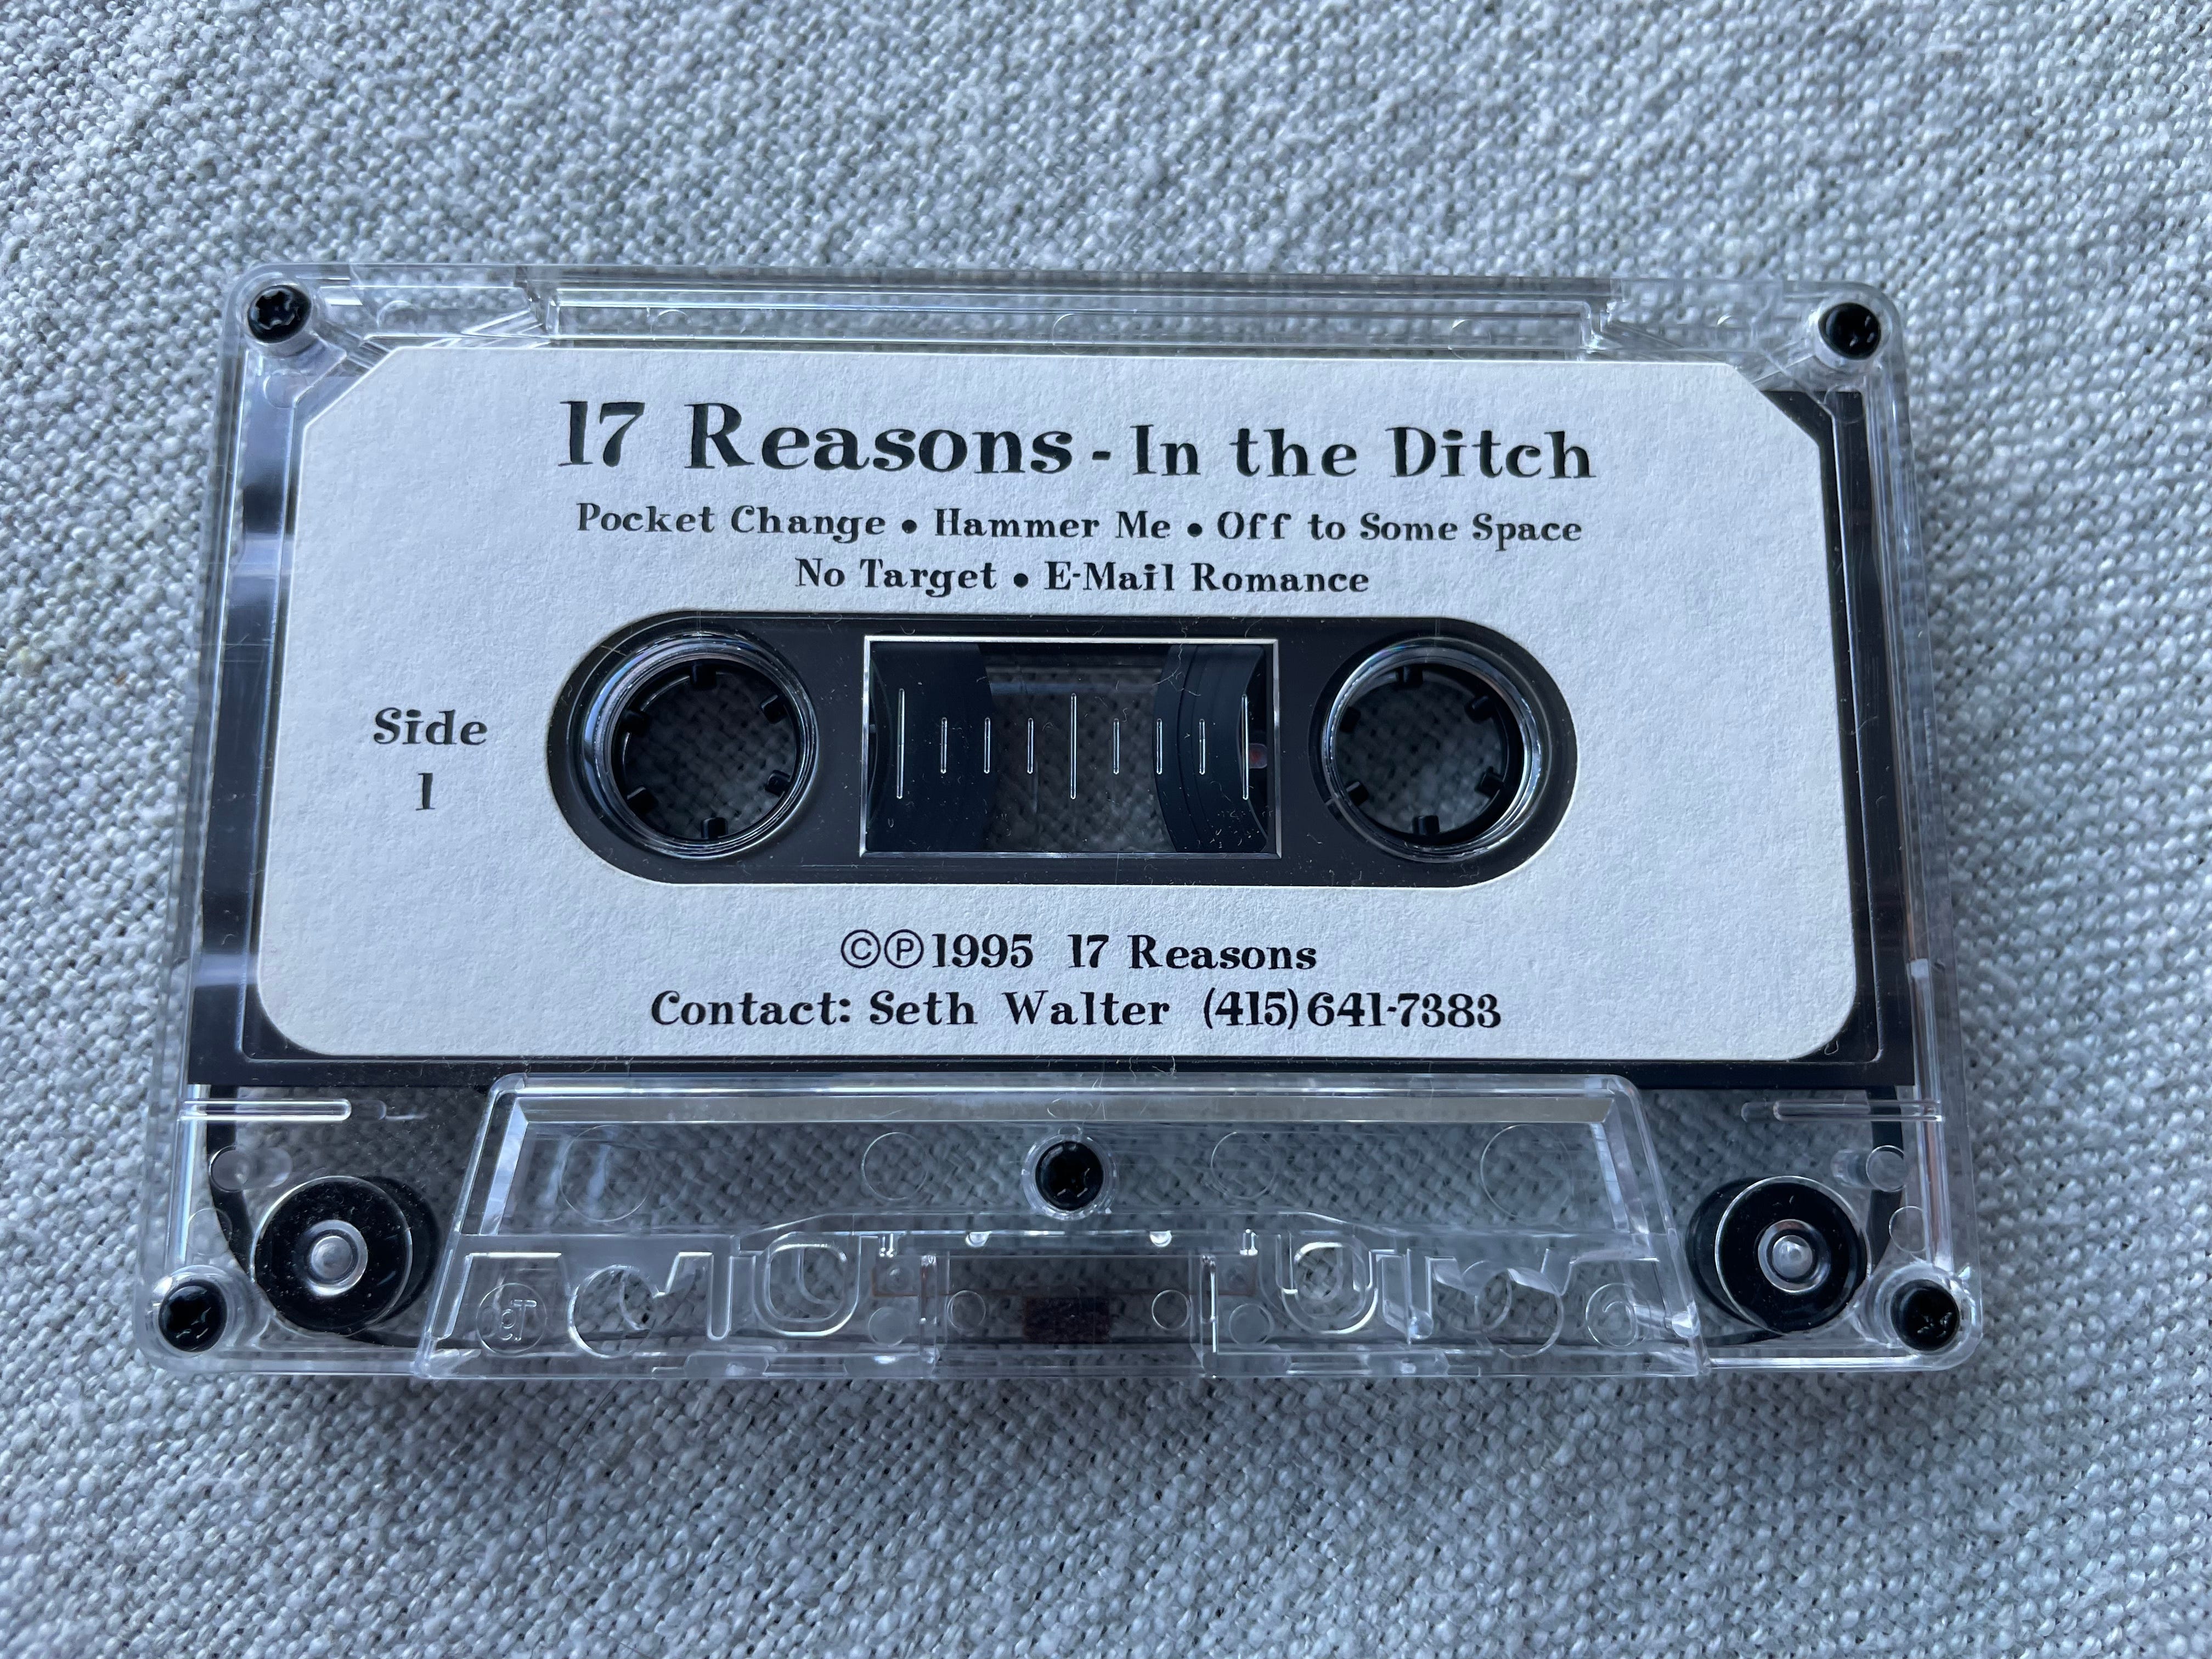 17 Reasons - In the Ditch
Pocket Change • Hammer Me • Off to Some Space
No Target • E-Mail Romance
Side
1
©℗1995 17 Reasons
Contact: Seth Walter (415)641-7383